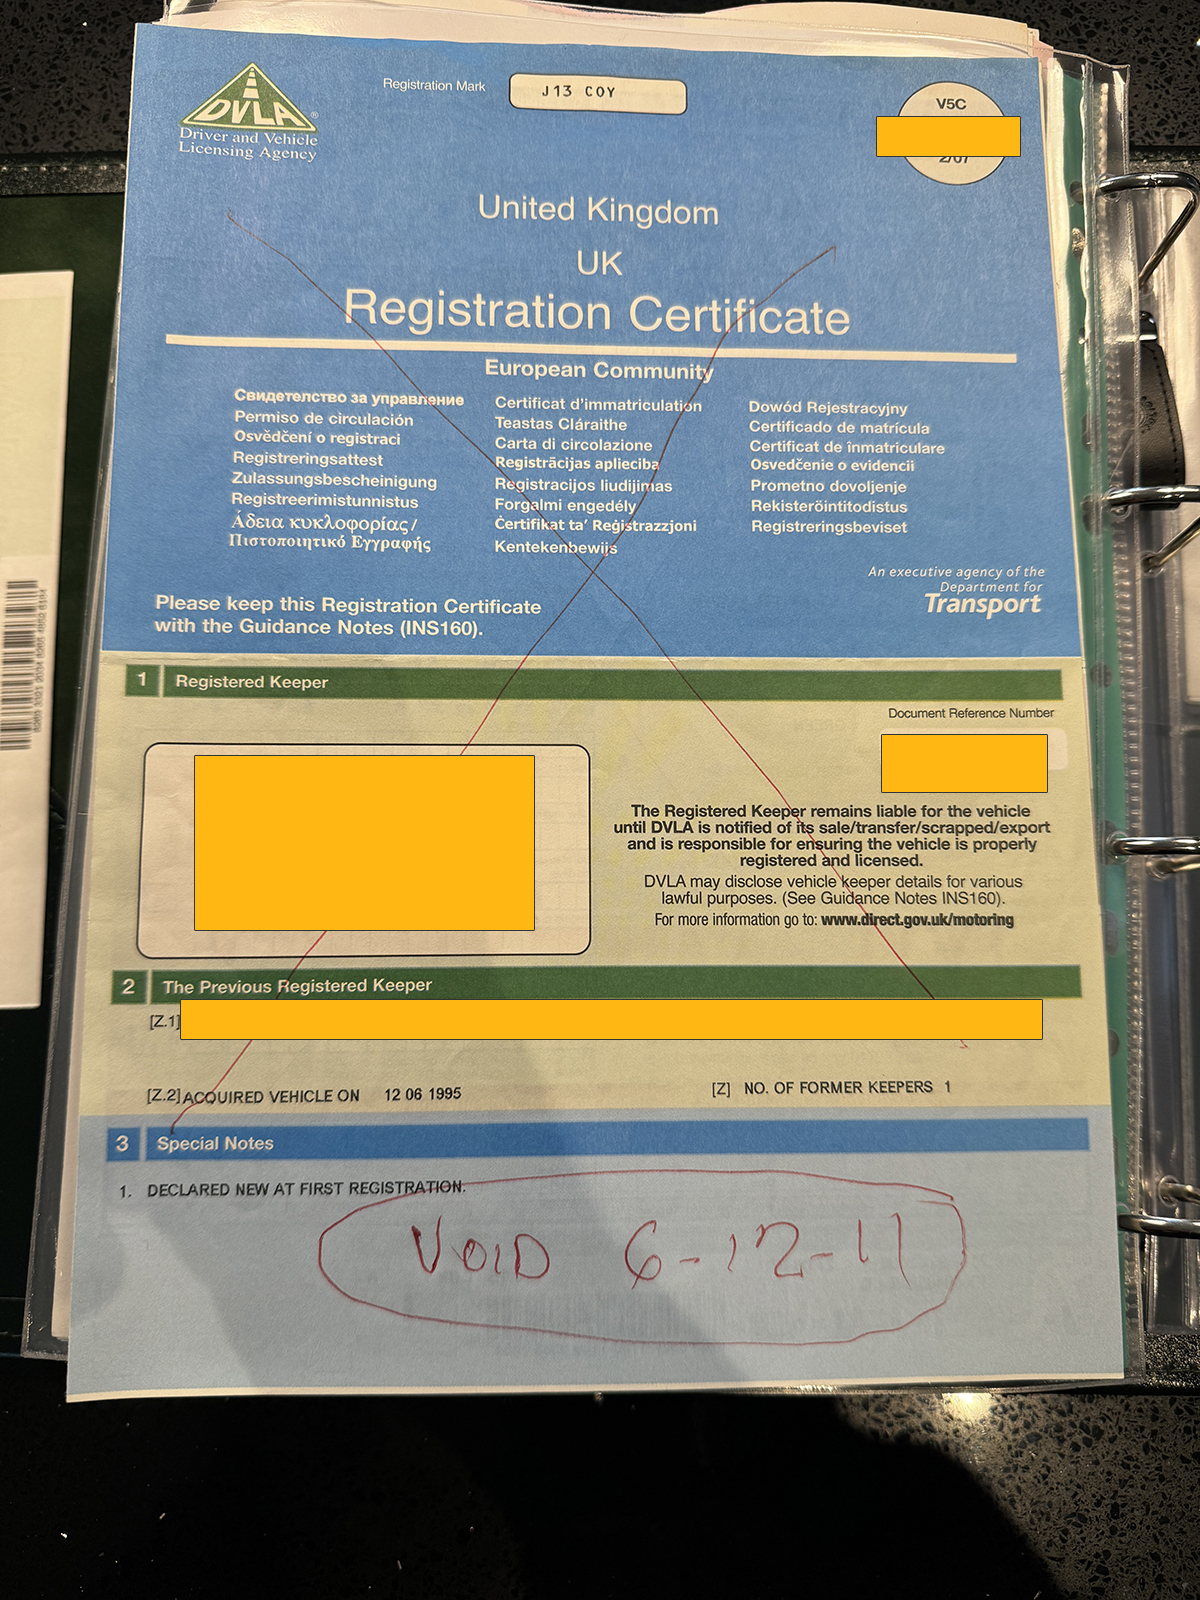 DVLA®
Driver and Vehicle
Licensing Agency
Registration Mark
J13 COY
V5C
2/07
United Kingdom
UK
Registration Certificate
European Community
Свидетелство за управление
Permiso de circulación
Osvědčení o registraci
Registreringsattest
Zulassungsbescheinigung
Registreerimistunnistus
Άδεια κυκλοφορίας /
Πιστοποιητικό Εγγραφής
Certificat d'immatriculation
Teastas Cláraithe
Carta di circolazione
Registrācijas apliecība
Registracijos liudijimas
Forgalmi engedély
Ċertifikat ta' Reġistrazzjoni
Kentekenbewijs
Dowód Rejestracyjny
Certificado de matrícula
Certificat de înmatriculare
Osvedčenie o evidencii
Prometno dovoljenje
Rekisteröintitodistus
Registreringsbeviset
An executive agency of the
Department for
Transport
Please keep this Registration Certificate
with the Guidance Notes (INS160).
1 Registered Keeper
Document Reference Number
The Registered Keeper remains liable for the vehicle
until DVLA is notified of its sale/transfer/scrapped/export
and is responsible for ensuring the vehicle is properly
registered and licensed.
DVLA may disclose vehicle keeper details for various
lawful purposes. (See Guidance Notes INS160).
For more information go to: www.direct.gov.uk/motoring
2 The Previous Registered Keeper
[Z.1]
[Z.2] ACQUIRED VEHICLE ON 12 06 1995
[Z] NO. OF FORMER KEEPERS 1
3 Special Notes
1. DECLARED NEW AT FIRST REGISTRATION.
VOID 6-12-11